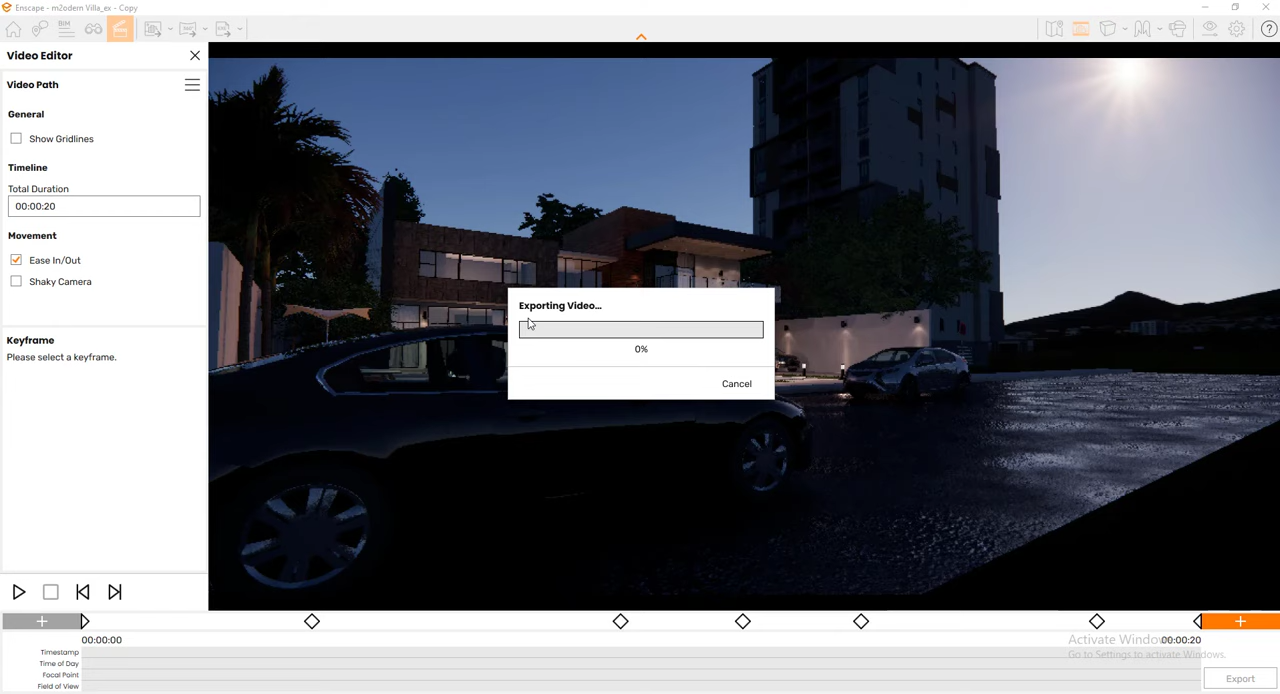 Enscape - m2odern Villa_ex - Copy
BIM
Video Editor
Video Path
General
Show Gridlines
Timeline
Total Duration
00:00:20
Movement
Ease In/Out
Shaky Camera
Keyframe
Please select a keyframe.
Exporting Video...
0%
Cancel
00:00:00
00:00:20
Timestamp
Time of Day
Focal Point
Field of View
Activate Windows
Go to Settings to activate Windows.
Export